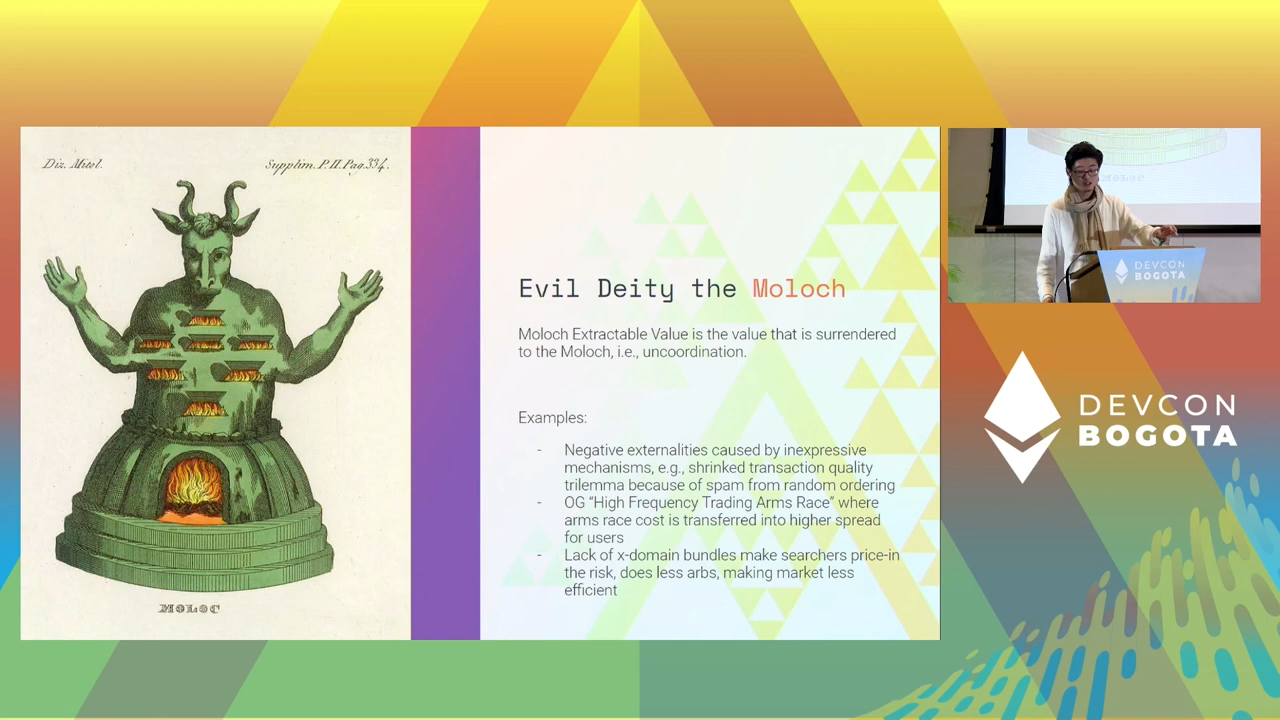 Diz. Mitol.
Supplim. P. II. Pag. 334.
MOLOC
Evil Deity the Moloch
Moloch Extractable Value is the value that is surrendered
to the Moloch, i.e., uncoordination.
Examples:
- Negative externalities caused by inexpressive
mechanisms, e.g., shrinked transaction quality
trilemma because of spam from random ordering
- OG “High Frequency Trading Arms Race” where
arms race cost is transferred into higher spread
for users
- Lack of x-domain bundles make searchers price-in
the risk, does less arbs, making market less
efficient
MOLOC
DEVCON
BOGOTA
DEVCON
BOGOTA